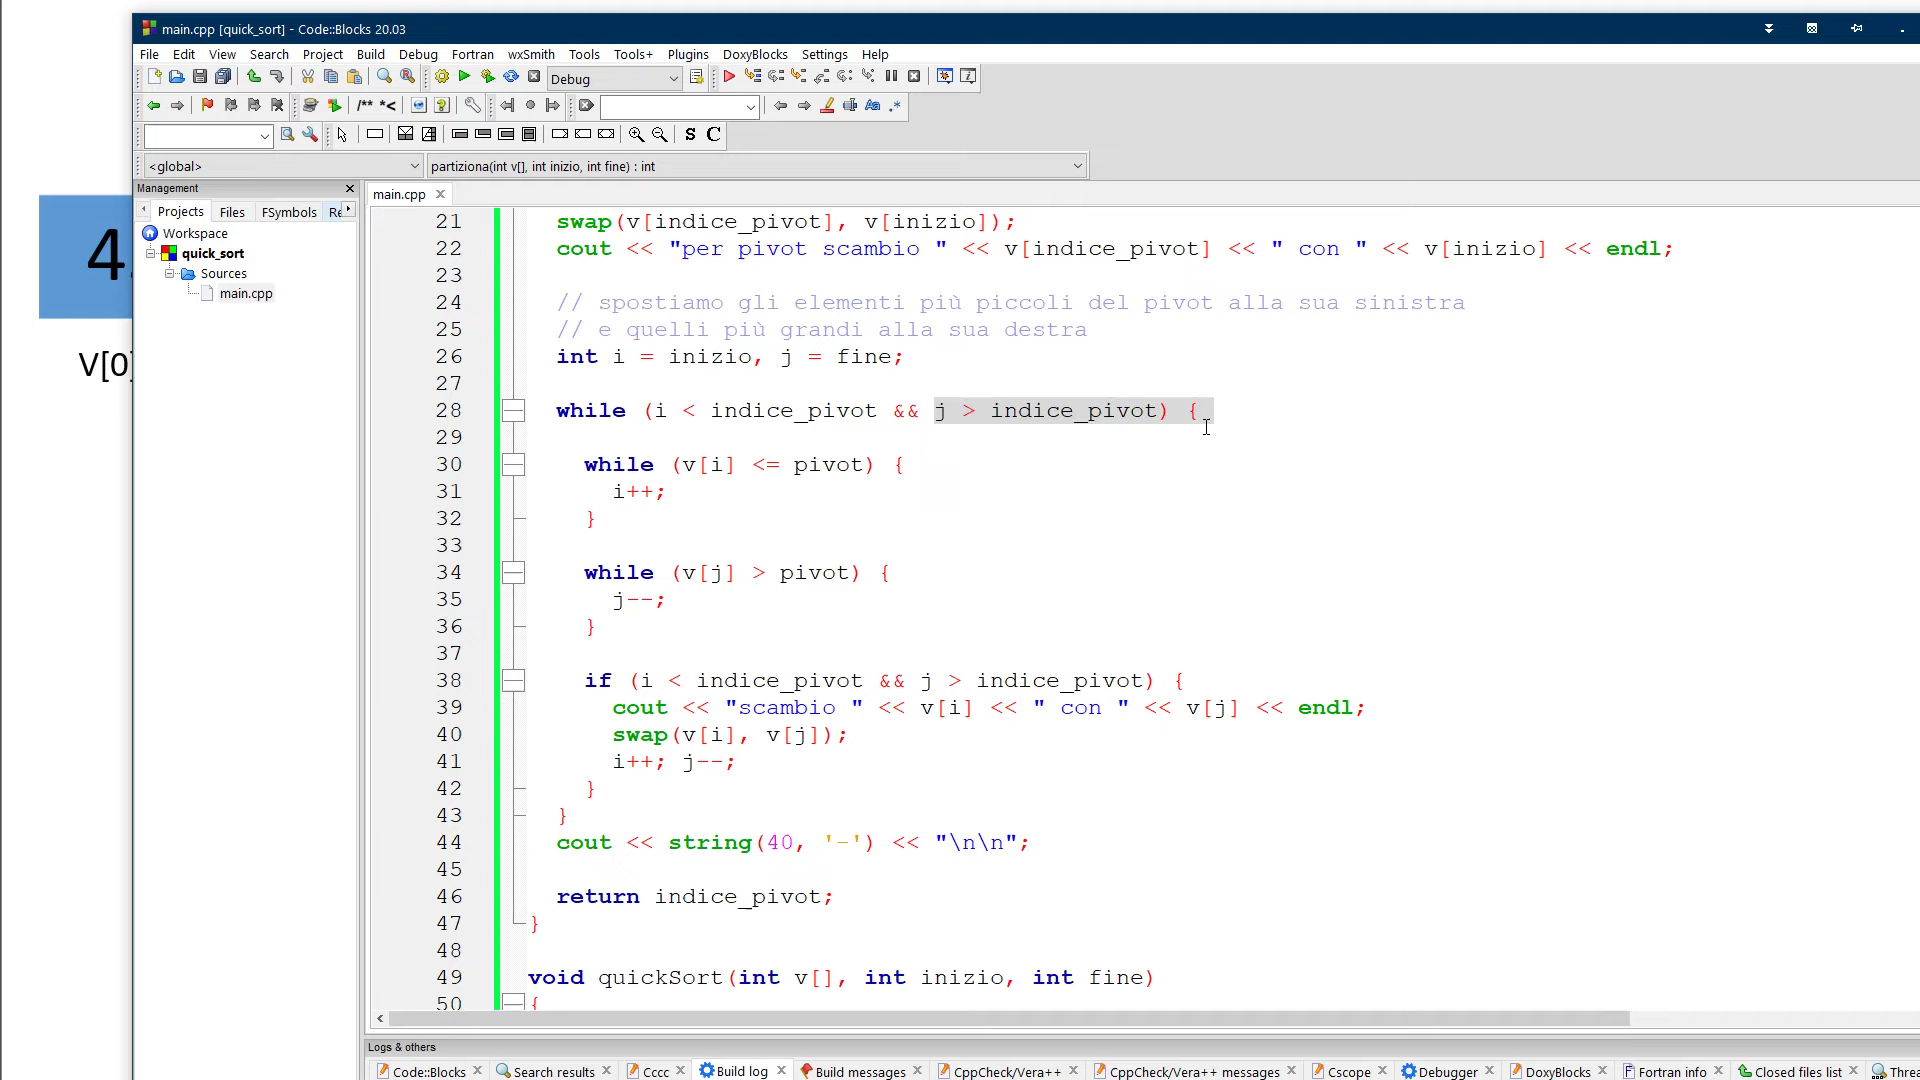 main.cpp [quick_sort] - Code::Blocks 20.03
File Edit View Search Project Build Debug Fortran wxSmith Tools Tools+ Plugins DoxyBlocks Settings Help
Debug
/** *<
Aa .*
S C
<global> partiziona(int v[], int inizio, int fine) : int
Management
main.cpp
Projects Files FSymbols Re
Workspace
quick_sort
Sources
main.cpp
4.
V[0]
21 swap(v[indice_pivot], v[inizio]);
22 cout << "per pivot scambio " << v[indice_pivot] << " con " << v[inizio] << endl;
23
24 // spostiamo gli elementi più piccoli del pivot alla sua sinistra
25 // e quelli più grandi alla sua destra
26 int i = inizio, j = fine;
27
28 while (i < indice_pivot && j > indice_pivot) {
29
30 while (v[i] <= pivot) {
31 i++;
32 }
33
34 while (v[j] > pivot) {
35 j--;
36 }
37
38 if (i < indice_pivot && j > indice_pivot) {
39 cout << "scambio " << v[i] << " con " << v[j] << endl;
40 swap(v[i], v[j]);
41 i++; j--;
42 }
43 }
44 cout << string(40, '-') << "\n\n";
45
46 return indice_pivot;
47 }
48
49 void quickSort(int v[], int inizio, int fine)
50 {
Logs & others
Code::Blocks Search results Cccc Build log Build messages CppCheck/Vera++ CppCheck/Vera++ messages Cscope Debugger DoxyBlocks Fortran info Closed files list Threa